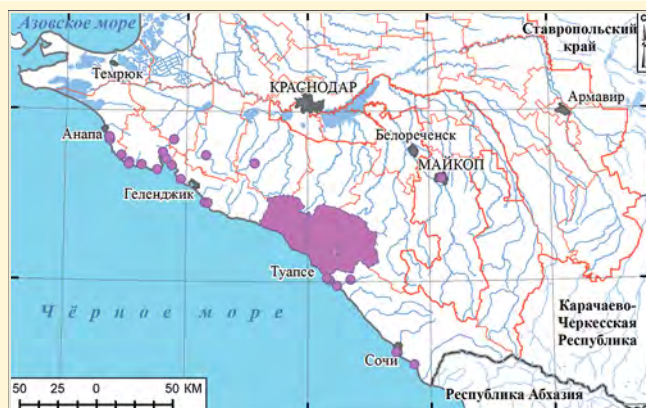 Азовское море
Ставропольский
край
Темрюк
КРАСНОДАР
Армавир
Анапа
Белореченск
МАЙКОП
Геленджик
Туапсе
Чёрное море
Карачаево-
Черкесская
Республика
Сочи
50 25 0 50 КМ
Республика Абхазия